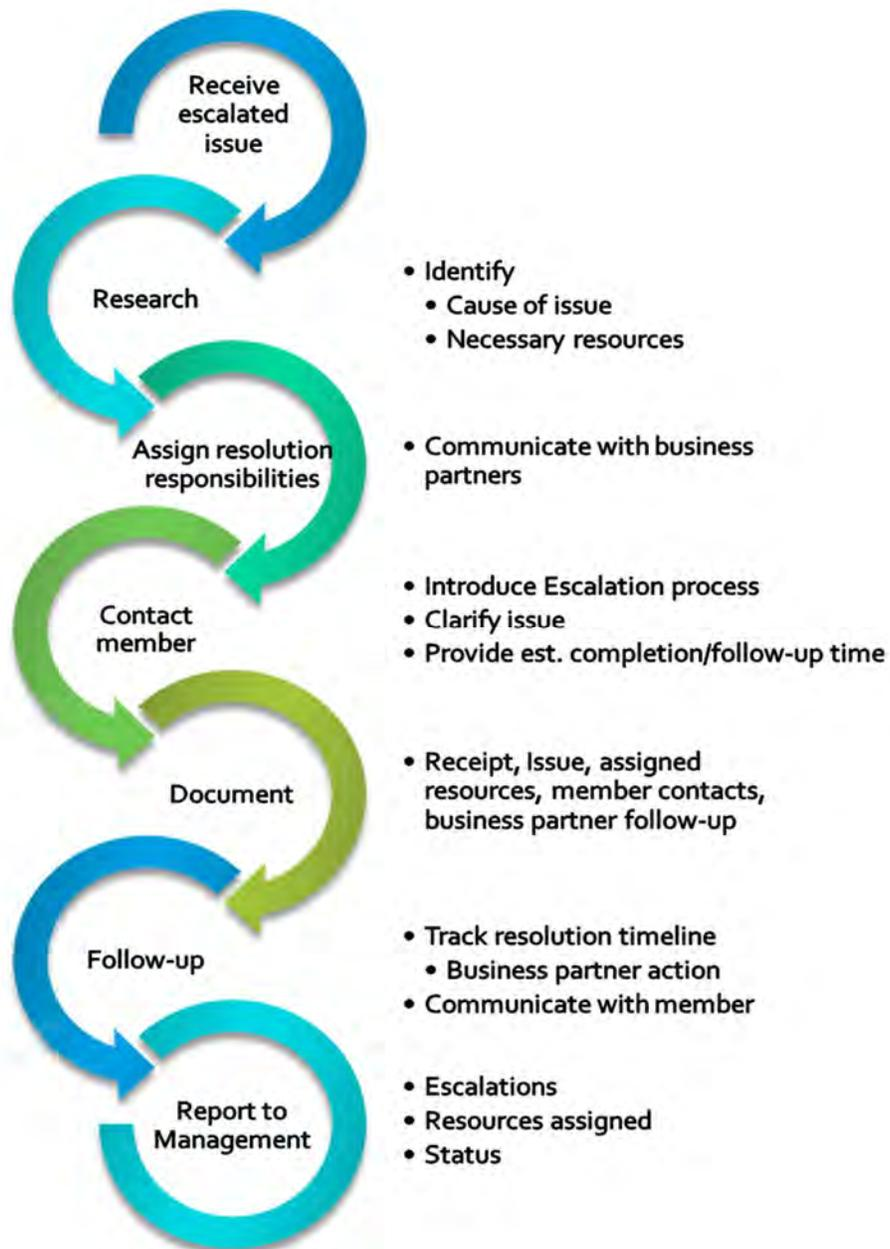 Receive
escalated
issue
Research
• Identify
• Cause of issue
• Necessary resources
Assign resolution
responsibilities
• Communicate with business
partners
Contact
member
• Introduce Escalation process
• Clarify issue
• Provide est. completion/follow-up time
Document
• Receipt, Issue, assigned
resources, member contacts,
business partner follow-up
Follow-up
• Track resolution timeline
• Business partner action
• Communicate with member
Report to
Management
• Escalations
• Resources assigned
• Status